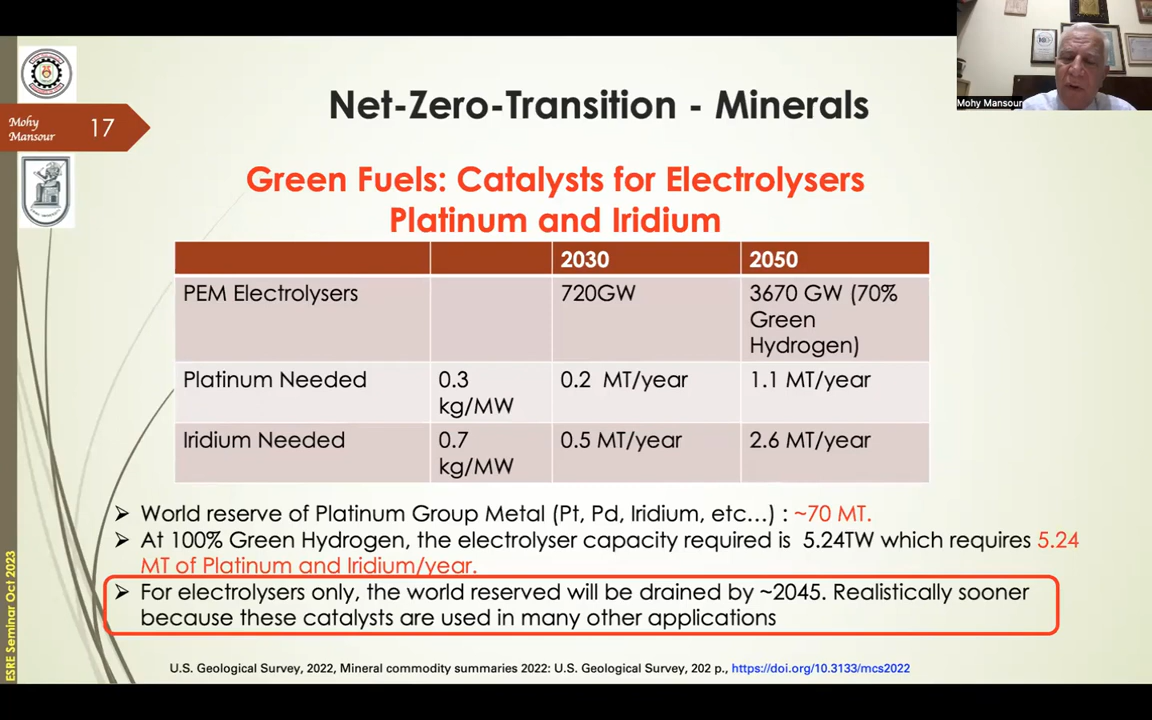 Mohy Mansour
Mohy
Mansour
17
Net-Zero-Transition - Minerals
Green Fuels: Catalysts for Electrolysers
Platinum and Iridium
2030 2050
PEM Electrolysers 720GW 3670 GW (70%
Green
Hydrogen)
Platinum Needed 0.3 0.2 MT/year 1.1 MT/year
kg/MW
Iridium Needed 0.7 0.5 MT/year 2.6 MT/year
kg/MW
➢ World reserve of Platinum Group Metal (Pt, Pd, Iridium, etc…) : ~70 MT.
➢ At 100% Green Hydrogen, the electrolyser capacity required is 5.24TW which requires 5.24
MT of Platinum and Iridium/year.
➢ For electrolysers only, the world reserved will be drained by ~2045. Realistically sooner
because these catalysts are used in many other applications
U.S. Geological Survey, 2022, Mineral commodity summaries 2022: U.S. Geological Survey, 202 p., https://doi.org/10.3133/mcs2022
ESRE Seminar Oct 2023